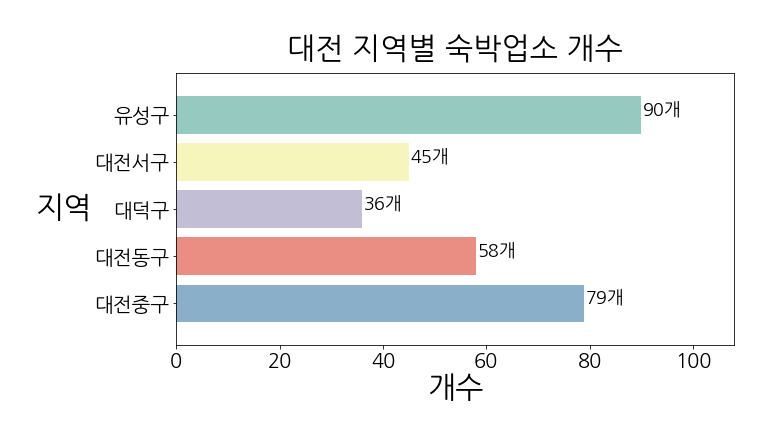 대전 지역별 숙박업소 개수
유성구
90개
대전서구
45개
지역
대덕구
36개
대전동구
58개
대전중구
79개
0 20 40 60 80 100
개수